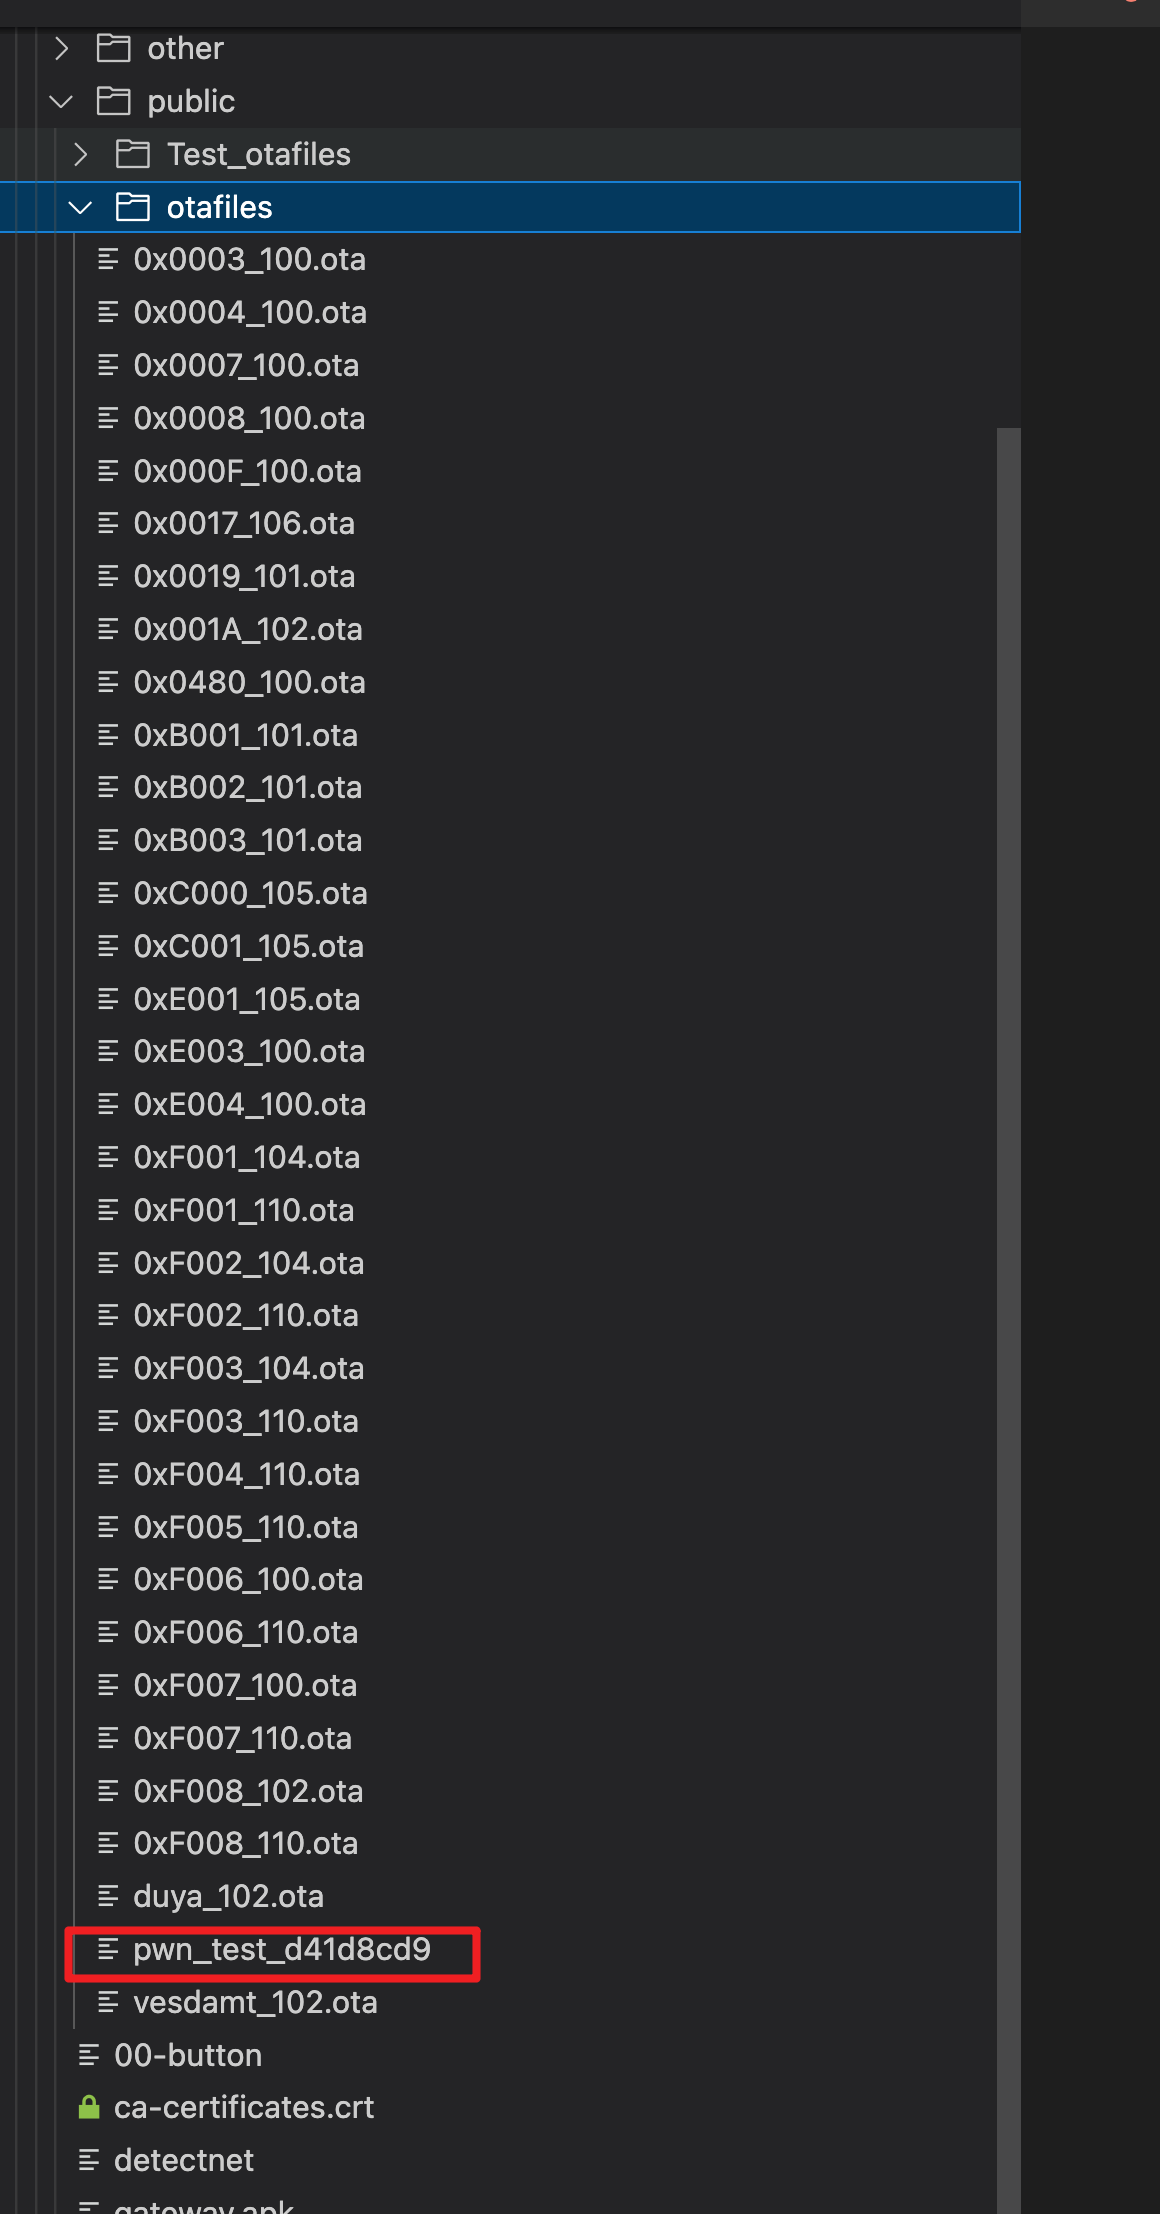 other
public
Test_otafiles
otafiles
0x0003_100.ota
0x0004_100.ota
0x0007_100.ota
0x0008_100.ota
0x000F_100.ota
0x0017_106.ota
0x0019_101.ota
0x001A_102.ota
0x0480_100.ota
0xB001_101.ota
0xB002_101.ota
0xB003_101.ota
0xC000_105.ota
0xC001_105.ota
0xE001_105.ota
0xE003_100.ota
0xE004_100.ota
0xF001_104.ota
0xF001_110.ota
0xF002_104.ota
0xF002_110.ota
0xF003_104.ota
0xF003_110.ota
0xF004_110.ota
0xF005_110.ota
0xF006_100.ota
0xF006_110.ota
0xF007_100.ota
0xF007_110.ota
0xF008_102.ota
0xF008_110.ota
duya_102.ota
pwn_test_d41d8cd9
vesdamt_102.ota
00-button
ca-certificates.crt
detectnet
gateway.apk